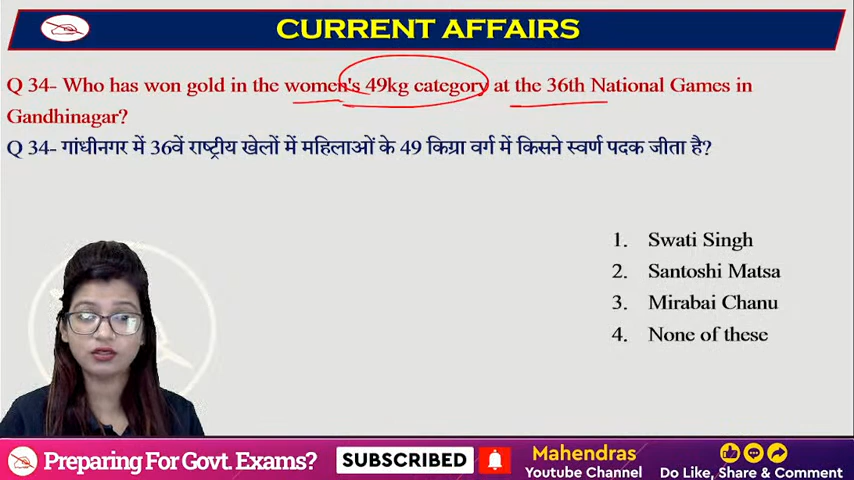 CURRENT AFFAIRS
Q 34- Who has won gold in the women's 49kg category at the 36th National Games in
Gandhinagar?
Q 34- गांधीनगर में 36वें राष्ट्रीय खेलों में महिलाओं के 49 किग्रा वर्ग में किसने स्वर्ण पदक जीता है?
1. Swati Singh
2. Santoshi Matsa
3. Mirabai Chanu
4. None of these
Preparing For Govt. Exams?
SUBSCRIBED
Mahendras
Youtube Channel
Do Like, Share & Comment